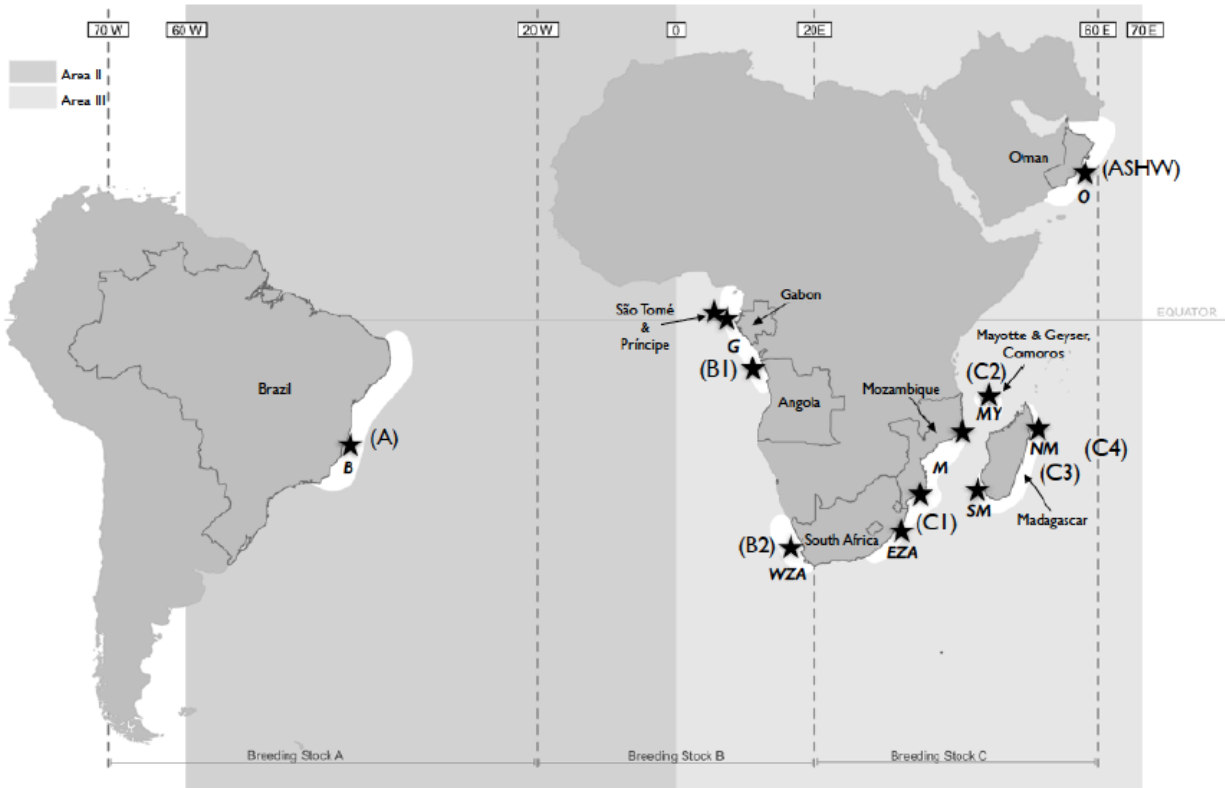 70 W
60 W
20 W
0
20E
60 E
70 E
Area II
Area III
Oman
(ASHW)
O
São Tomé
&
Príncipe
Gabon
EQUATOR
G
Mayotte & Geyser,
Comoros
(B1)
(C2)
Brazil
Angola
Mozambique
MY
(A)
B
M
NM
(C4)
(C3)
SM
Madagascar
(C1)
(B2)
South Africa
EZA
WZA
Breeding Stock A
Breeding Stock B
Breeding Stock C